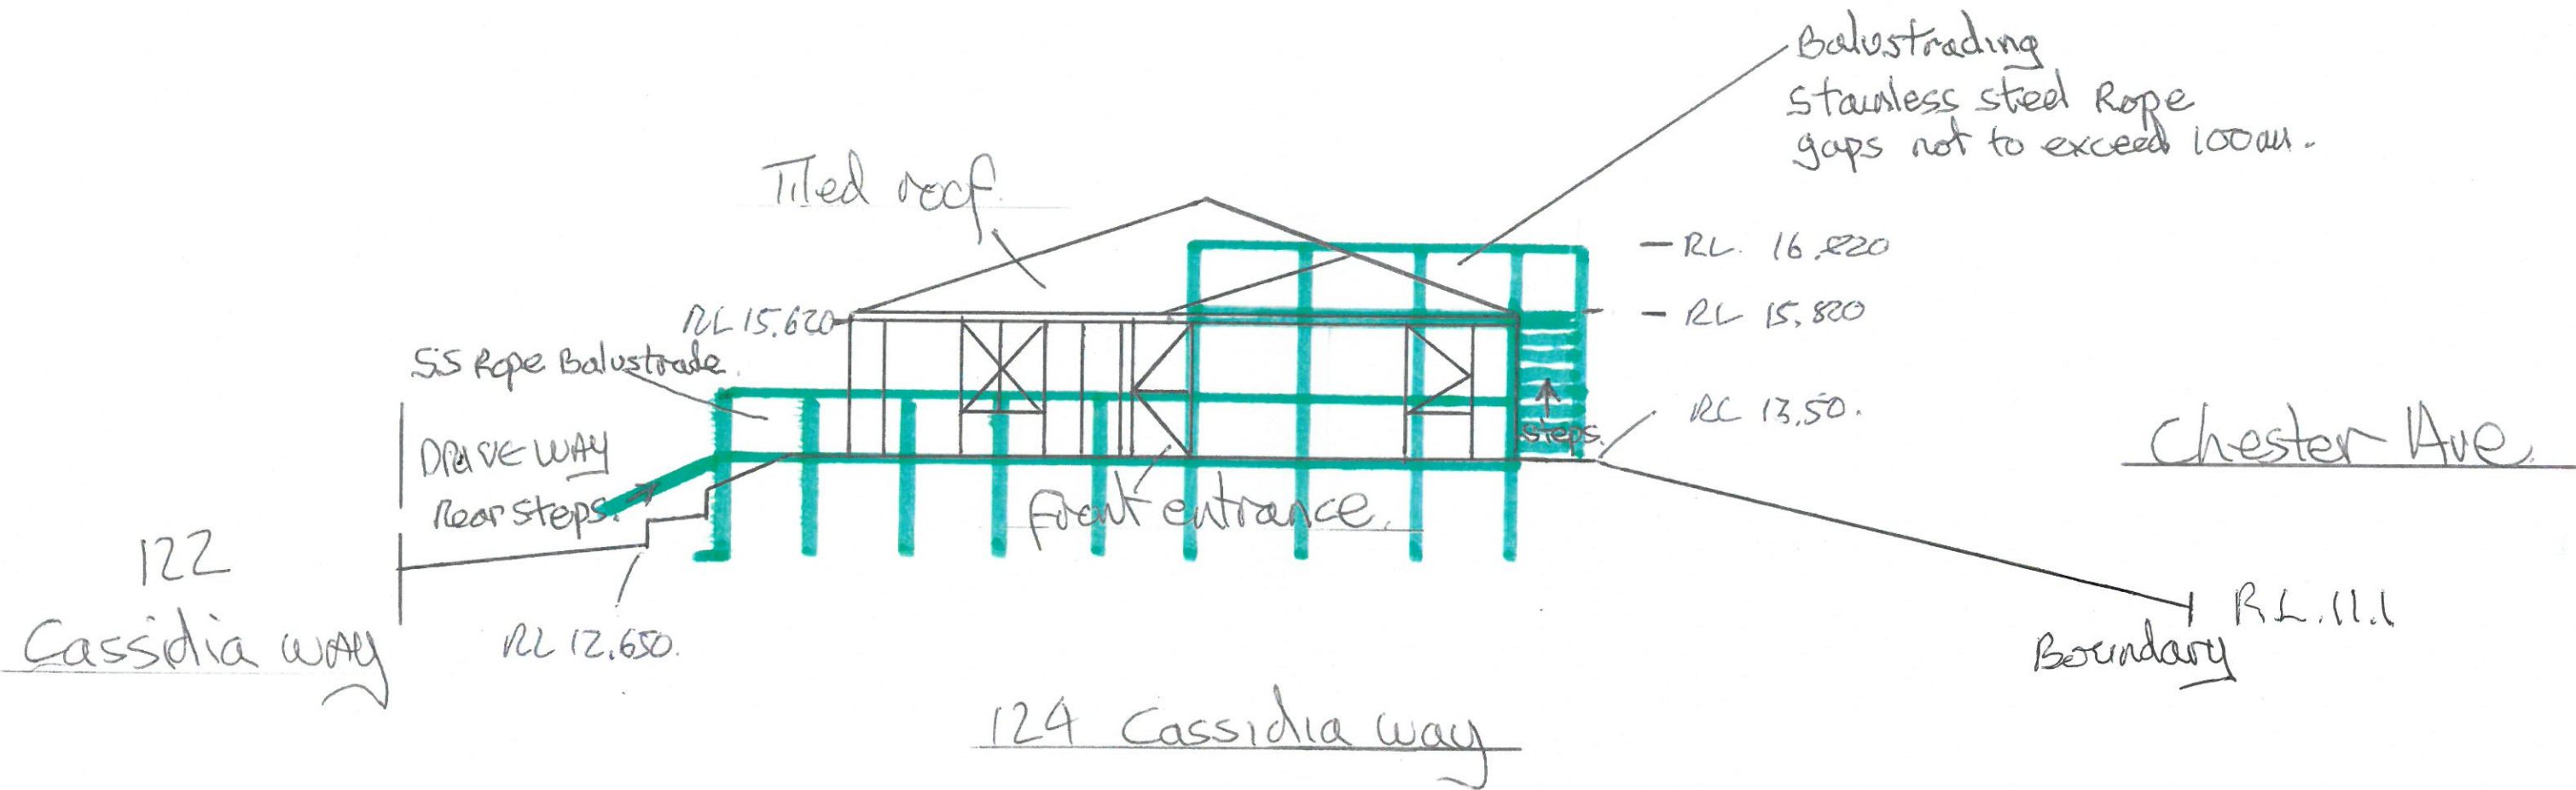 Balustrading
Stainless steel Rope
gaps not to exceed 100mm.
Tiled roof.
RL. 16.820
RL 15.620
RL 15.820
SS Rope Balustrade.
RL 13.50.
DRIVE WAY
Rear steps.
steps.
Chester Ave
front entrance.
122
Cassidia way
RL 12.650.
R.L. 11.1
Boundary
124 Cassidia way